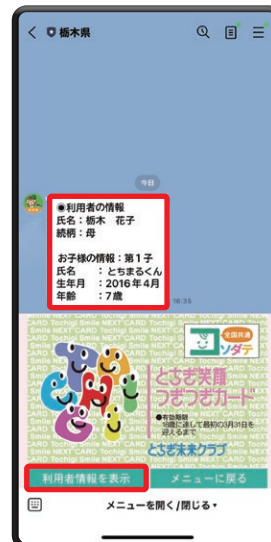 栃木県
今日
◉利用者の情報
氏名：栃木　花子
続柄：母
お子様の情報：第１子
氏名　　：とちまるくん
生年月　：2016年4月
年齢　　：7歳
16:35
全国共通
ソダテ
とちぎ笑顔
つぎつぎカード
●有効期限
18歳に達して最初の3月31日を
迎えるまで
とちぎ未来クラブ
利用者情報を表示
メニューに戻る
メニューを開く/閉じる▾